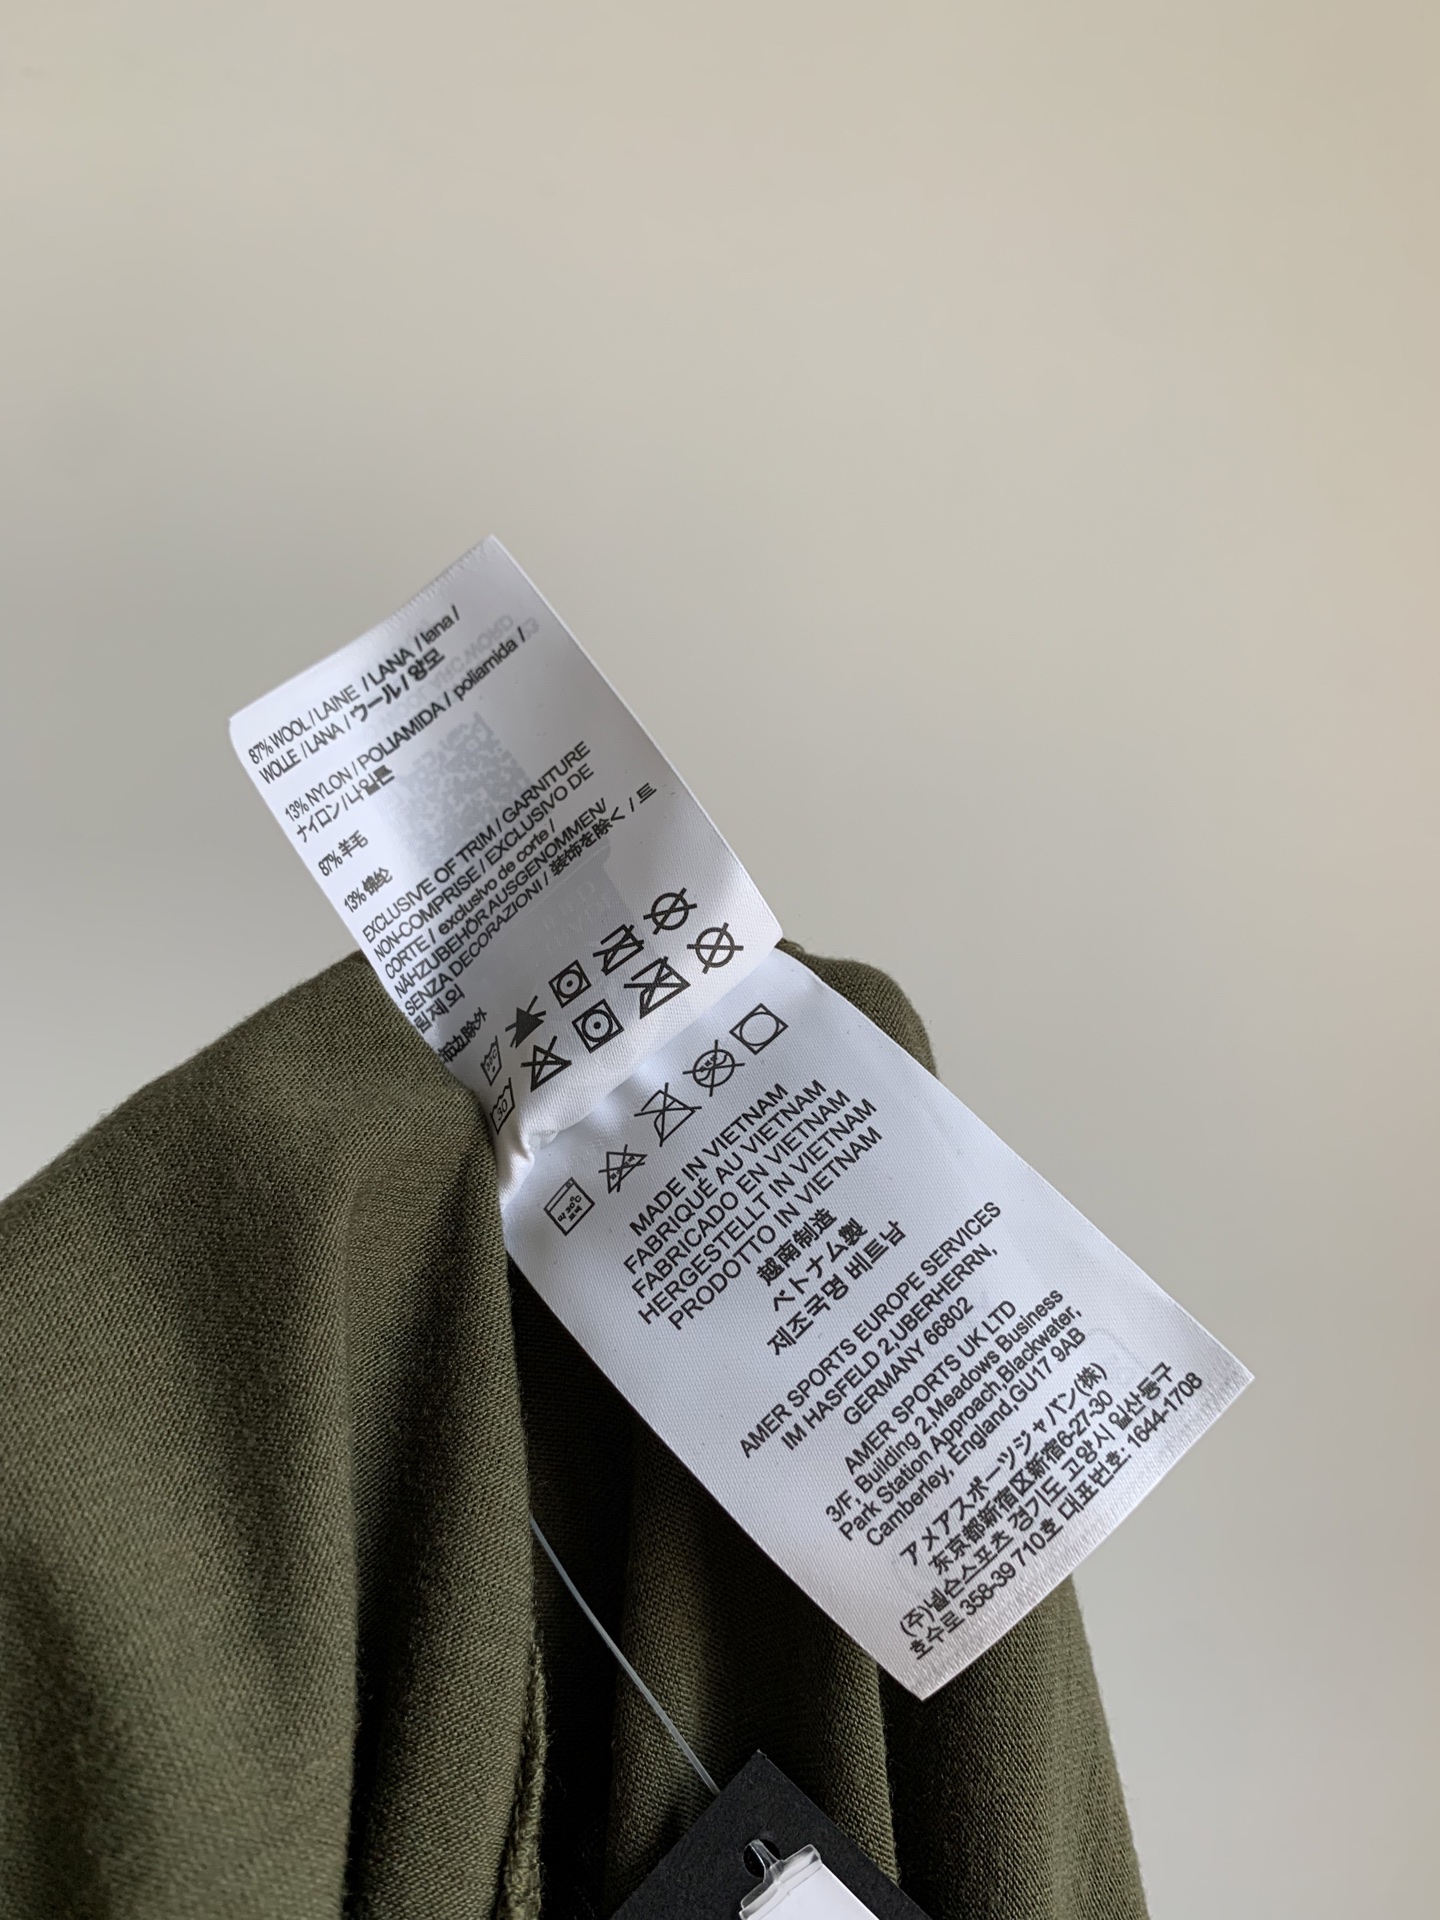 87% WOOL / LAINE / LANA / lana /
WOLLE / LANA / ウール / 양모
13% NYLON / POLIAMIDA / poliamida /
ナイロン / 나일론
87% 羊毛
13% 锦纶
EXCLUSIVE OF TRIM / GARNITURE
NON-COMPRISE / EXCLUSIVO DE
CORTE / exclusivo de corte /
NÄHZUBEHÖR AUSGENOMMEN/
SENZA DECORAZIONI / 装飾を除く / 트
림제외
饰边除外
30
MADE IN VIETNAM
FABRIQUÉ AU VIETNAM
FABRICADO EN VIETNAM
HERGESTELLT IN VIETNAM
PRODOTTO IN VIETNAM
越南制造
ベトナム製
제조국명 베트남
AMER SPORTS EUROPE SERVICES
IM HASFELD 2,UBERHERRN,
GERMANY 66802
AMER SPORTS UK LTD
3/F, Building 2,Meadows Business
Park Station Approach,Blackwater,
Camberley, England,GU17 9AB
アメアスポーツジャパン(株)
东京都新宿区新宿6-27-30
(주)넬슨스포츠 경기도 고양시 일산동구
호수로 358-39 710호 대표번호: 1644-1708